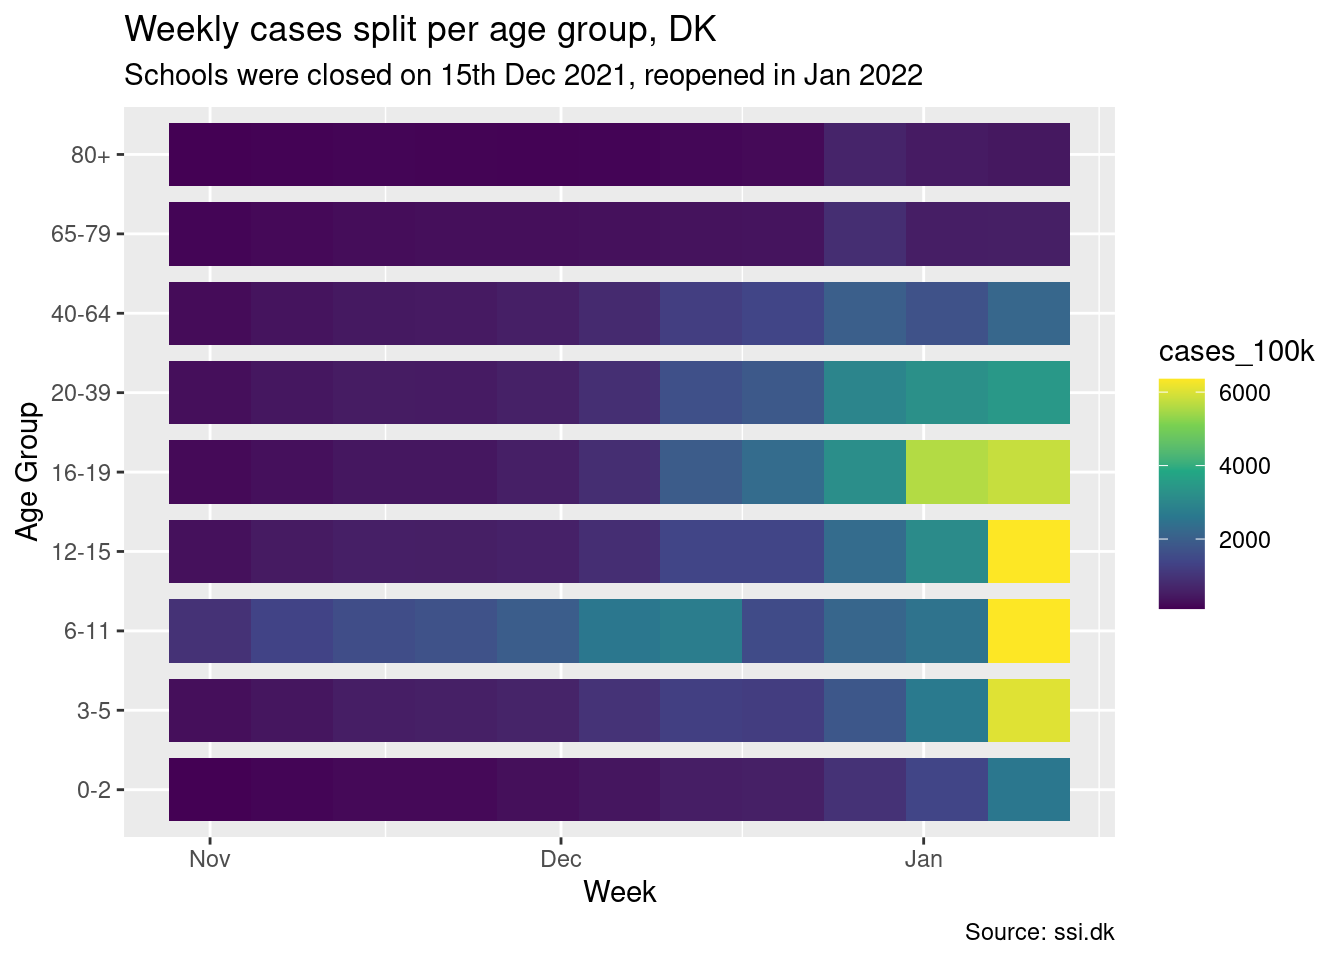 Weekly cases split per age group, DK
Schools were closed on 15th Dec 2021, reopened in Jan 2022
Age Group
80+
65-79
40-64
20-39
16-19
12-15
6-11
3-5
0-2
Nov
Dec
Jan
Week
cases_100k
6000
4000
2000
Source: ssi.dk